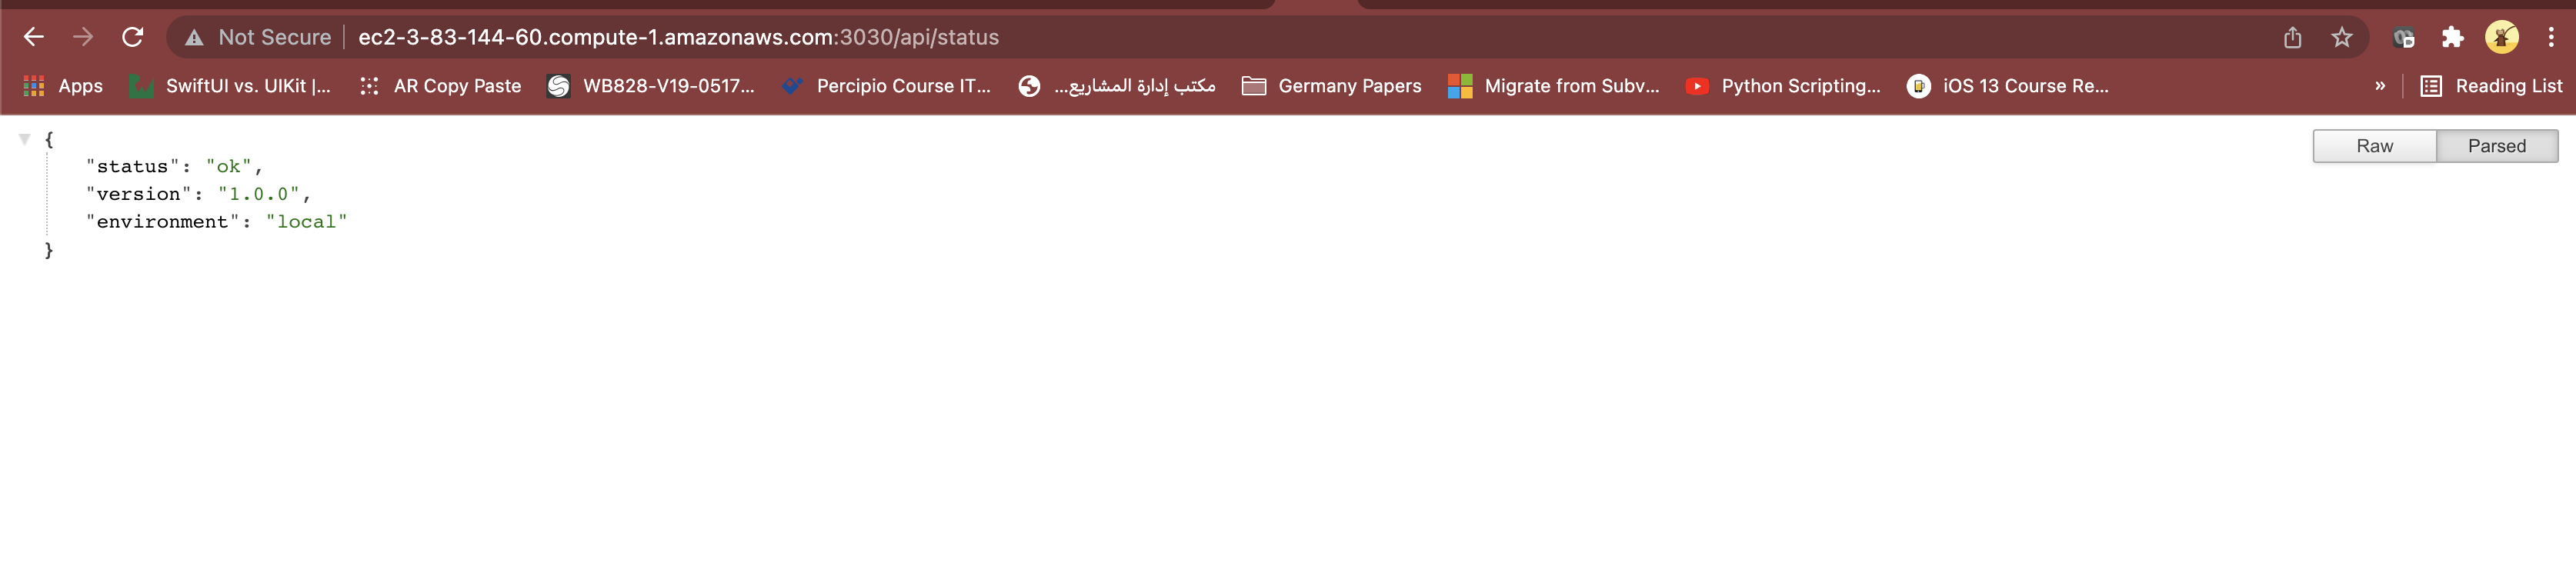 Not Secure ec2-3-83-144-60.compute-1.amazonaws.com:3030/api/status
Apps SwiftUI vs. UIKit |... AR Copy Paste WB828-V19-0517... Percipio Course IT... مكتب إدارة المشاريع... Germany Papers Migrate from Subv... Python Scripting... iOS 13 Course Re... » Reading List
{ Raw Parsed
"status": "ok",
"version": "1.0.0",
"environment": "local"
}